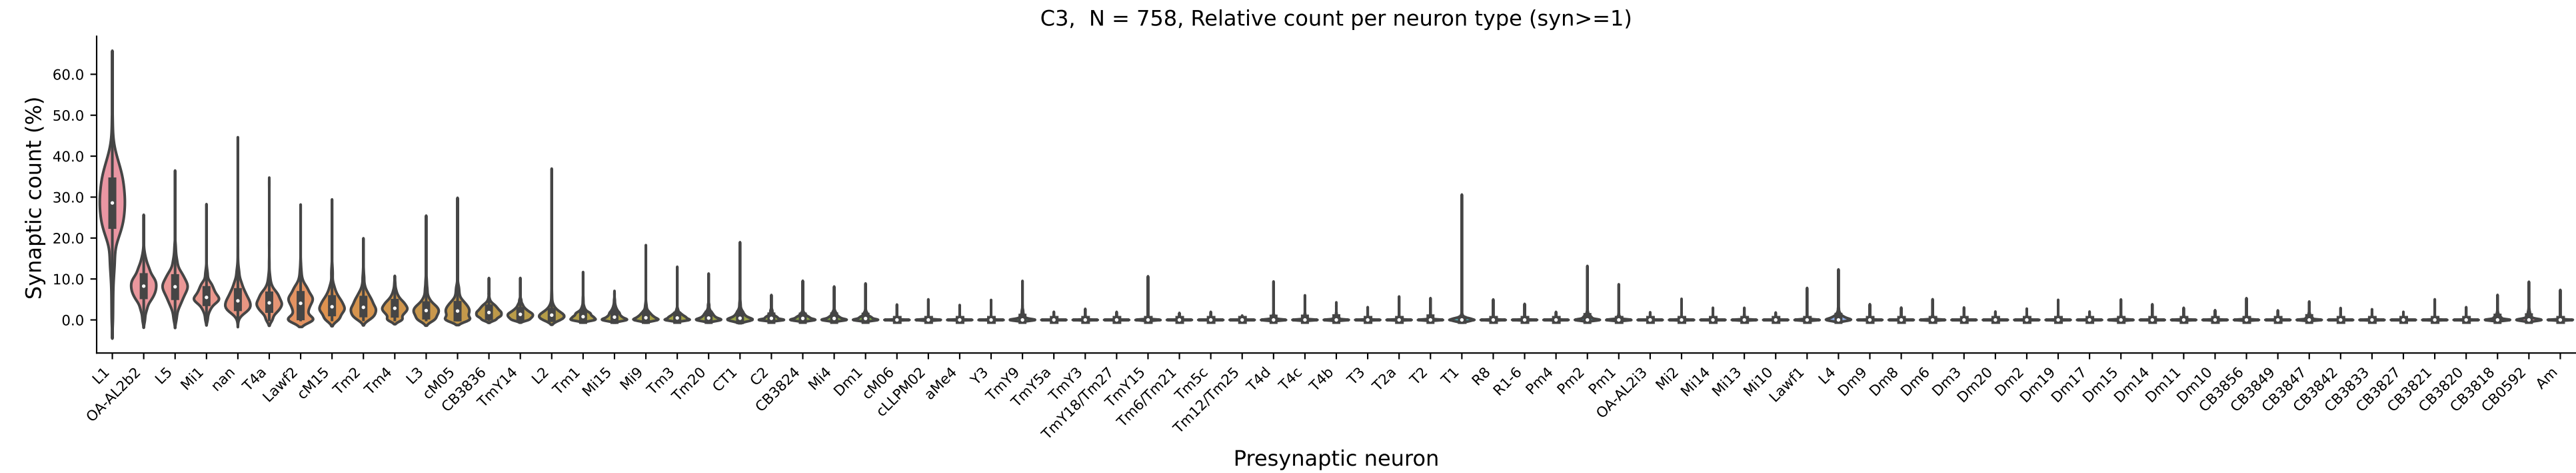 C3,  N = 758, Relative count per neuron type (syn>=1)
Synaptic count (%)
60.0
50.0
40.0
30.0
20.0
10.0
0.0
L1
OA-AL2b2
L5
Mi1
nan
T4a
Lawf2
cM15
Tm2
Tm4
L3
cM05
CB3836
TmY14
L2
Tm1
Mi15
Mi9
Tm3
Tm20
CT1
C2
CB3824
Mi4
Dm1
cM06
cLLPM02
aMe4
Y3
TmY9
TmY5a
TmY3
TmY18/Tm27
TmY15
Tm6/Tm21
Tm5c
Tm12/Tm25
T4d
T4c
T4b
T3
T2a
T2
T1
R8
R1-6
Pm4
Pm2
Pm1
OA-AL2i3
Mi2
Mi14
Mi13
Mi10
Lawf1
L4
Dm9
Dm8
Dm6
Dm3
Dm20
Dm2
Dm19
Dm17
Dm15
Dm14
Dm11
Dm10
CB3856
CB3849
CB3847
CB3842
CB3833
CB3827
CB3821
CB3820
CB3818
CB0592
Am
Presynaptic neuron